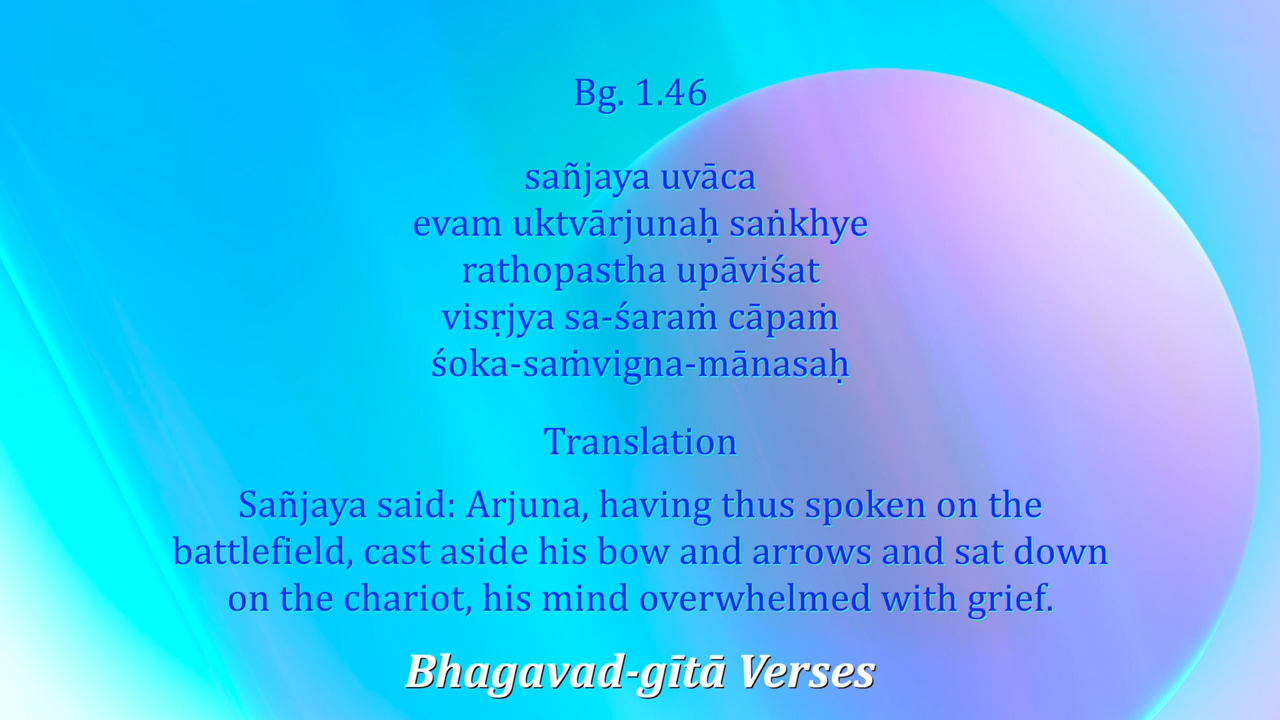 Bg. 1.46
sañjaya uvāca
evam uktvārjunaḥ saṅkhye
rathopastha upāviśat
visṛjya sa-śaraṁ cāpaṁ
śoka-saṁvigna-mānasaḥ
Translation
Sañjaya said: Arjuna, having thus spoken on the
battlefield, cast aside his bow and arrows and sat down
on the chariot, his mind overwhelmed with grief.
Bhagavad-gītā Verses